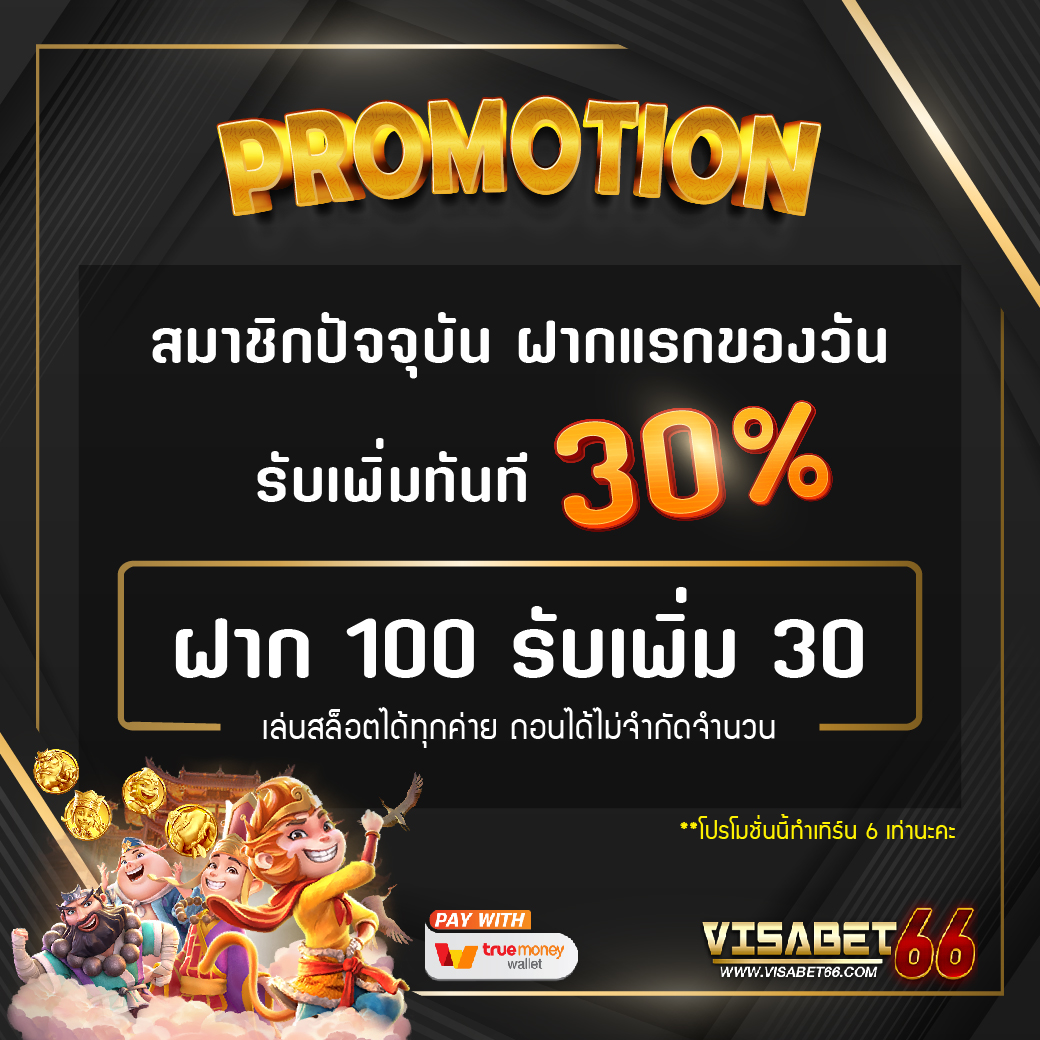 PROMOTION
สมาชิกปัจจุบัน ฝากแรกของวัน
รับเพิ่มทันที 30%
ฝาก 100 รับเพิ่ม 30
เล่นสล็อตได้ทุกค่าย ถอนได้ไม่จำกัดจำนวน
**โปรโมชั่นนี้ทำเทิร์น 6 เท่านะคะ
PAY WITH
truemoney
wallet
VISABET66
WWW.VISABET66.COM